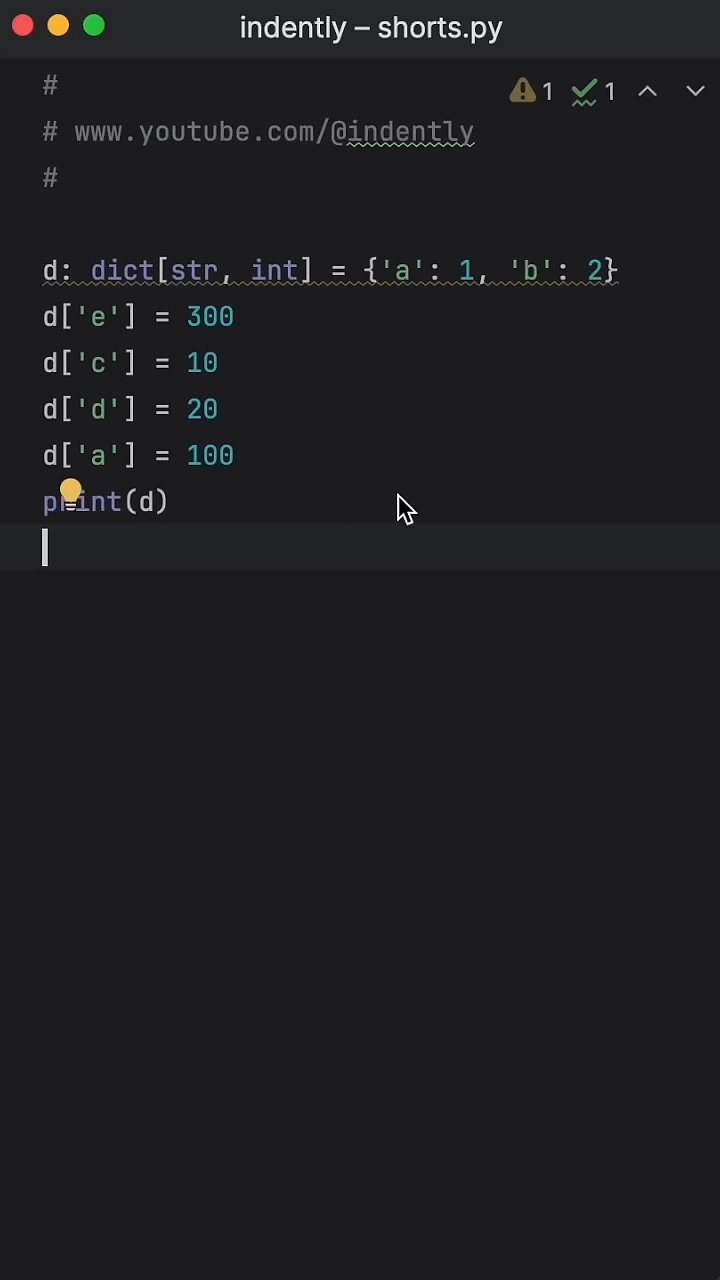 indently – shorts.py
#
1 1
# www.youtube.com/@indently
#
d: dict[str, int] = {'a': 1, 'b': 2}
d['e'] = 300
d['c'] = 10
d['d'] = 20
d['a'] = 100
print(d)